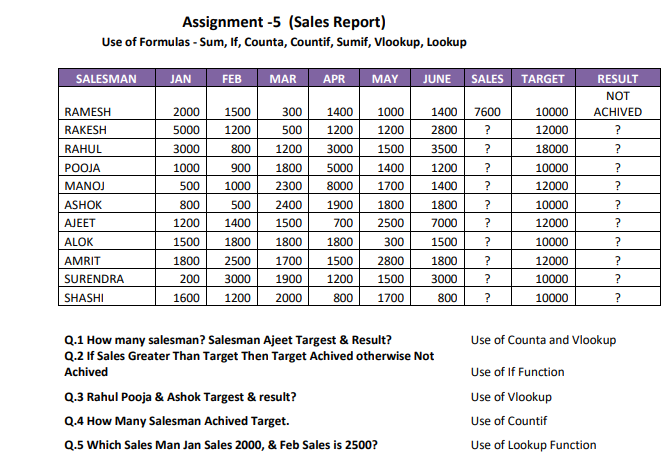 Assignment -5 (Sales Report)
Use of Formulas - Sum, If, Counta, Countif, Sumif, Vlookup, Lookup
SALESMAN JAN FEB MAR APR MAY JUNE SALES TARGET RESULT
NOT
RAMESH 2000 1500 300 1400 1000 1400 7600 10000 ACHIVED
RAKESH 5000 1200 500 1200 1200 2800 ? 12000 ?
RAHUL 3000 800 1200 3000 1500 3500 ? 18000 ?
POOJA 1000 900 1800 5000 1400 1200 ? 10000 ?
MANOJ 500 1000 2300 8000 1700 1400 ? 12000 ?
ASHOK 800 500 2400 1900 1800 1800 ? 10000 ?
AJEET 1200 1400 1500 700 2500 7000 ? 12000 ?
ALOK 1500 1800 1800 1800 300 1500 ? 10000 ?
AMRIT 1800 2500 1700 1500 2800 1800 ? 12000 ?
SURENDRA 200 3000 1900 1200 1500 3000 ? 10000 ?
SHASHI 1600 1200 2000 800 1700 800 ? 10000 ?
Q.1 How many salesman? Salesman Ajeet Targest & Result? Use of Counta and Vlookup
Q.2 If Sales Greater Than Target Then Target Achived otherwise Not
Achived Use of If Function
Q.3 Rahul Pooja & Ashok Targest & result? Use of Vlookup
Q.4 How Many Salesman Achived Target. Use of Countif
Q.5 Which Sales Man Jan Sales 2000, & Feb Sales is 2500? Use of Lookup Function